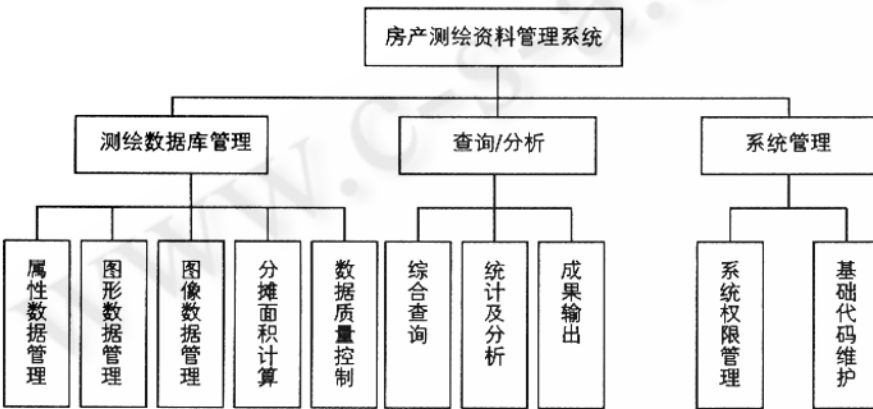 房产测绘资料管理系统
测绘数据库管理
查询/分析
系统管理
属性数据管理
图形数据管理
图像数据管理
分摊面积计算
数据质量控制
综合查询
统计及分析
成果输出
系统权限管理
基础代码维护
www.c-s-a.